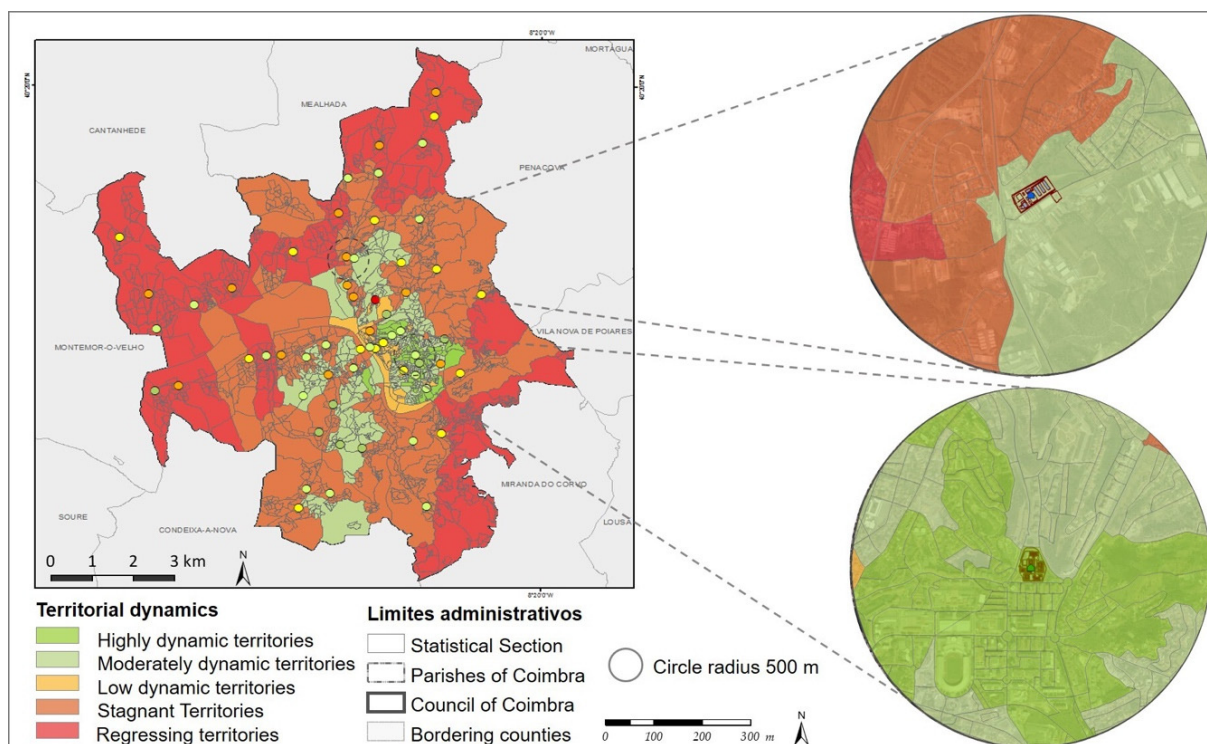 8°20'0"W
MORTÁGUA
MEALHADA
CANTANHEDE
PENACOVA
VILA NOVA DE POIARES
MONTEMOR-O-VELHO
MIRANDA DO CORVO
SOURE
CONDEIXA-A-NOVA
LOUSA
0 1 2 3 km
N
8°20'0"W
Territorial dynamics
Highly dynamic territories
Moderately dynamic territories
Low dynamic territories
Stagnant Territories
Regressing territories
Limites administrativos
Statistical Section
Parishes of Coimbra
Council of Coimbra
Bordering counties
Circle radius 500 m
0 100 200 300 m
N